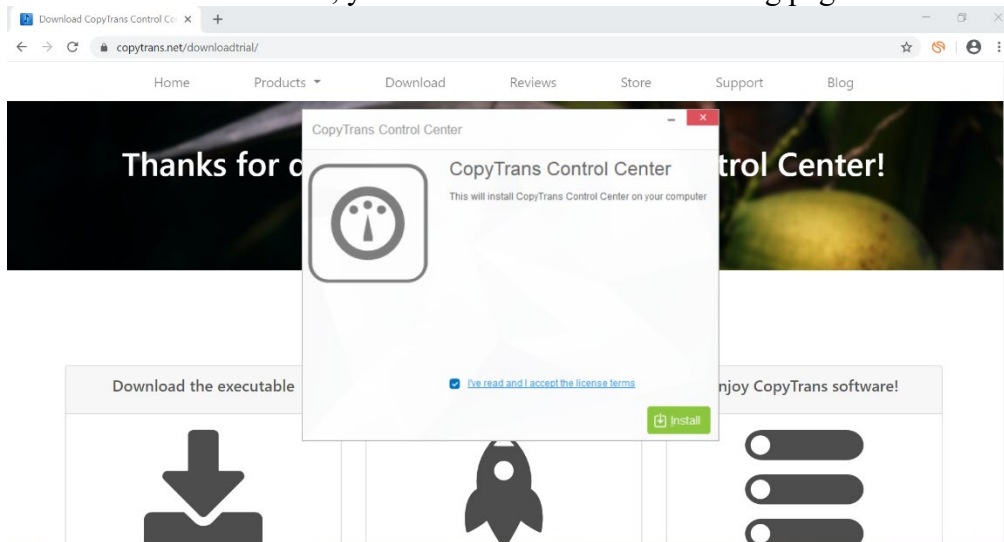 Download CopyTrans Control Co
copytrans.net/downloadtrial/
Home Products Download Reviews Store Support Blog
CopyTrans Control Center
Thanks for d
trol Center!
CopyTrans Control Center
This will install CopyTrans Control Center on your computer
I've read and I accept the license terms
Install
Download the executable
njoy CopyTrans software!